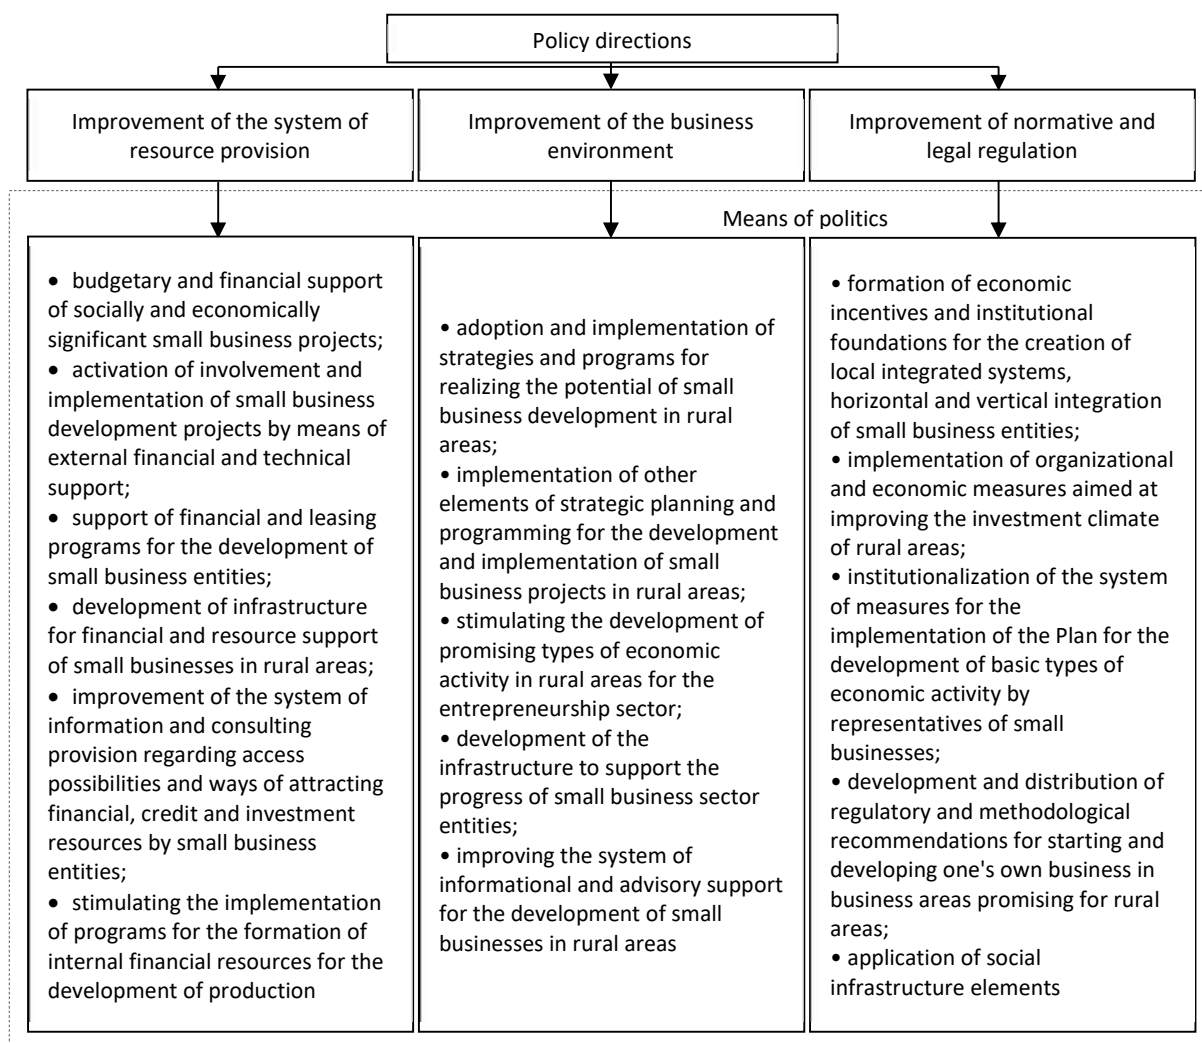 Policy directions
Improvement of the system of
resource provision
Improvement of the business
environment
Improvement of normative and
legal regulation
Means of politics
• budgetary and financial support
of socially and economically
significant small business projects;
• activation of involvement and
implementation of small business
development projects by means of
external financial and technical
support;
• support of financial and leasing
programs for the development of
small business entities;
• development of infrastructure
for financial and resource support
of small businesses in rural areas;
• improvement of the system of
information and consulting
provision regarding access
possibilities and ways of attracting
financial, credit and investment
resources by small business
entities;
• stimulating the implementation
of programs for the formation of
internal financial resources for the
development of production
• adoption and implementation of
strategies and programs for
realizing the potential of small
business development in rural
areas;
• implementation of other
elements of strategic planning and
programming for the development
and implementation of small
business projects in rural areas;
• stimulating the development of
promising types of economic
activity in rural areas for the
entrepreneurship sector;
• development of the
infrastructure to support the
progress of small business sector
entities;
• improving the system of
informational and advisory support
for the development of small
businesses in rural areas
• formation of economic
incentives and institutional
foundations for the creation of
local integrated systems,
horizontal and vertical integration
of small business entities;
• implementation of organizational
and economic measures aimed at
improving the investment climate
of rural areas;
• institutionalization of the system
of measures for the
implementation of the Plan for the
development of basic types of
economic activity by
representatives of small
businesses;
• development and distribution of
regulatory and methodological
recommendations for starting and
developing one's own business in
business areas promising for rural
areas;
• application of social
infrastructure elements